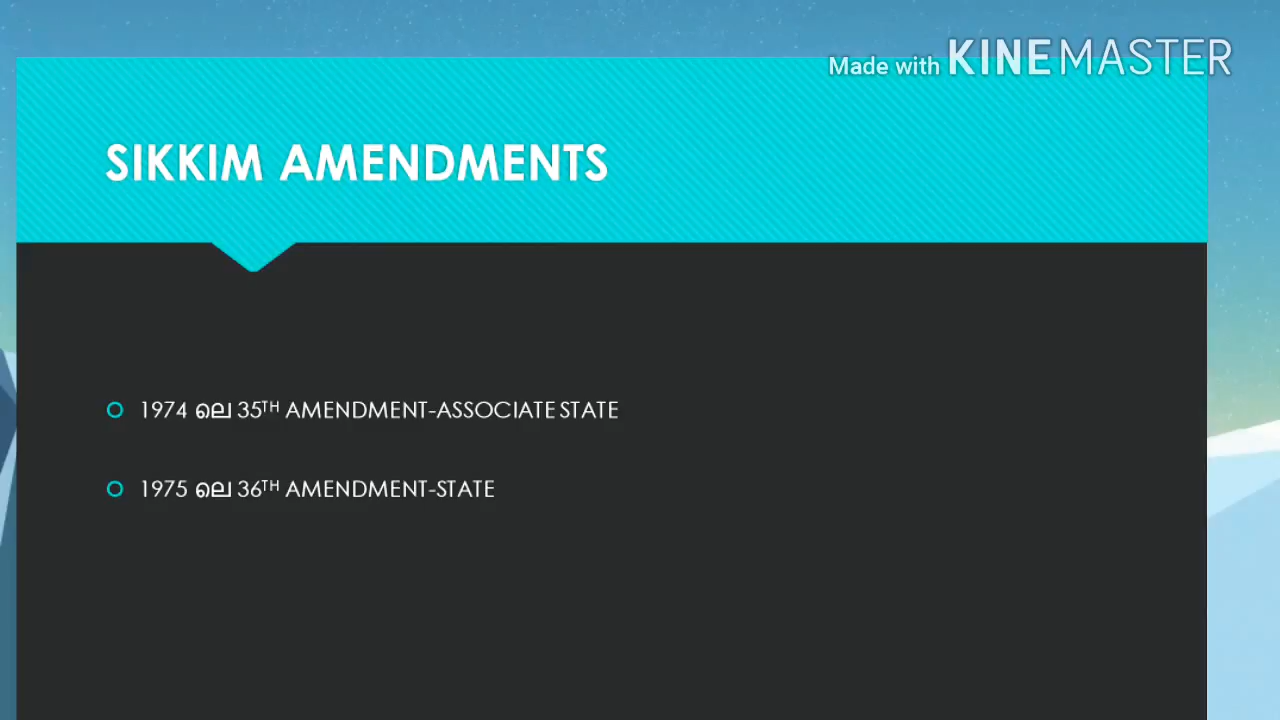 Made with KINEMASTER
SIKKIM AMENDMENTS
1974 ലെ 35TH AMENDMENT-ASSOCIATE STATE
1975 ലെ 36TH AMENDMENT-STATE